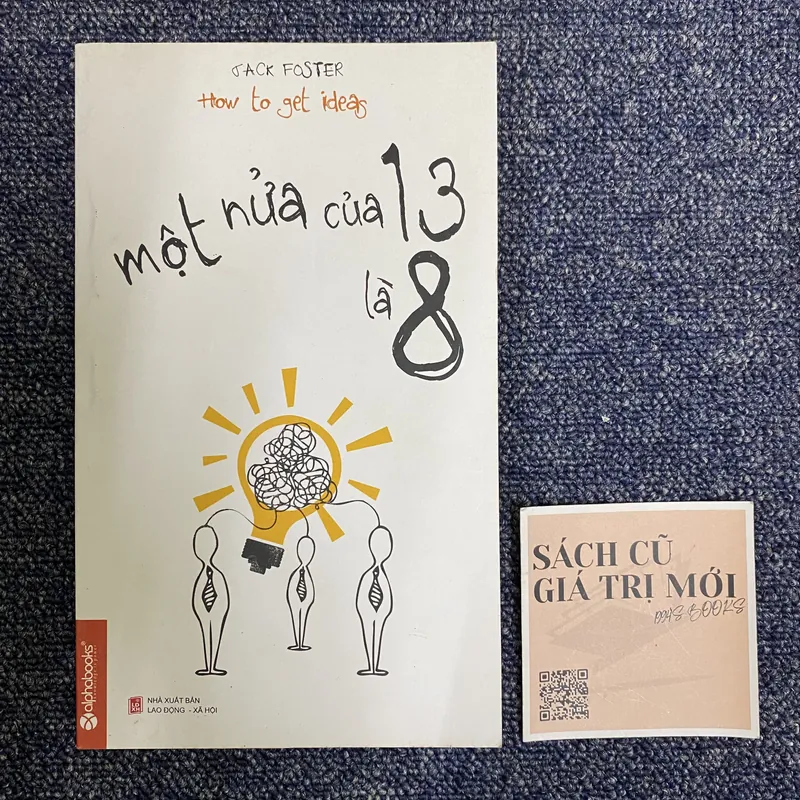 JACK FOSTER
How to get ideas
một nửa của 13
là 8
alphabooks®
NHÀ XUẤT BẢN
LAO ĐỘNG - XÃ HỘI
SÁCH CŨ
GIÁ TRỊ MỚI